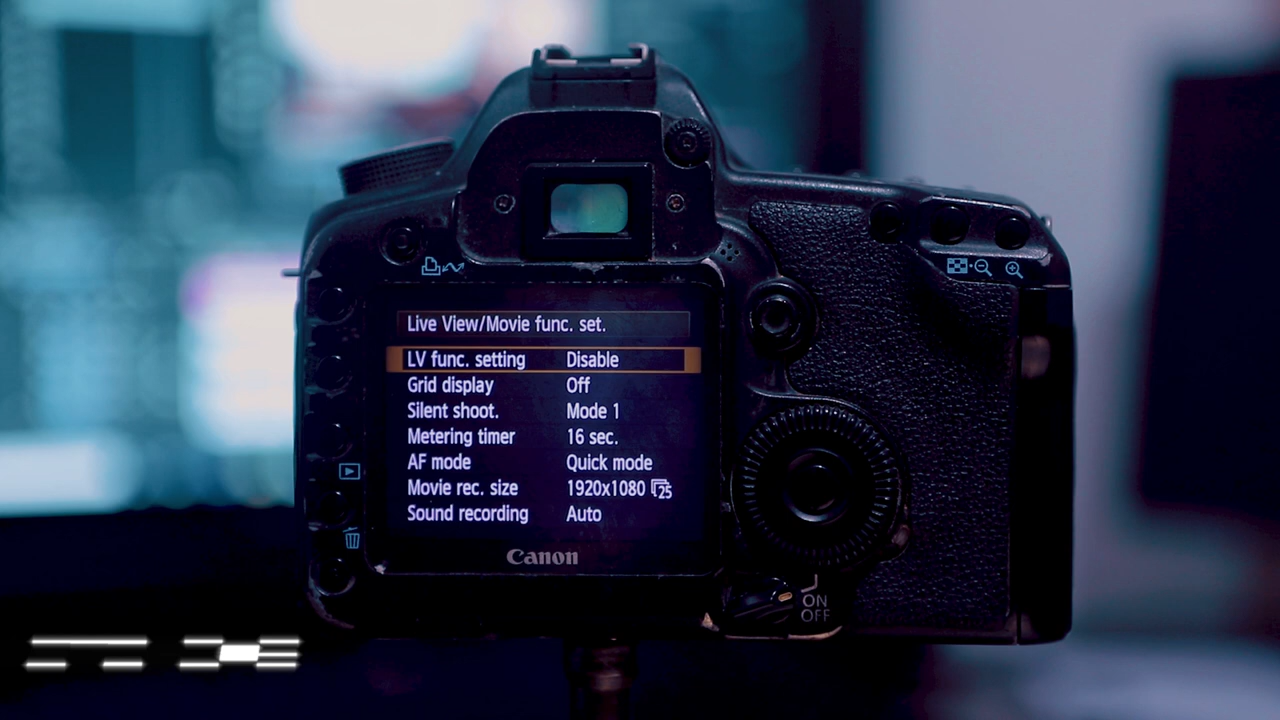 Live View/Movie func. set.
LV func. setting Disable
Grid display Off
Silent shoot. Mode 1
Metering timer 16 sec.
AF mode Quick mode
Movie rec. size 1920x1080 25
Sound recording Auto
Canon
ON
OFF